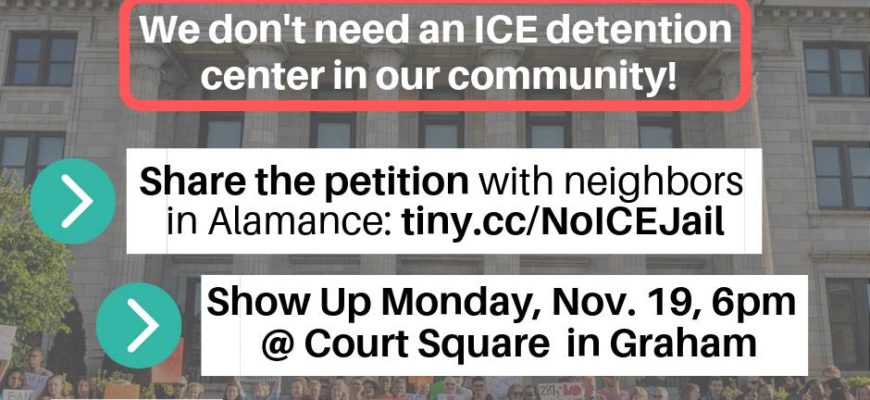 We don't need an ICE detention
center in our community!
Share the petition with neighbors
in Alamance: tiny.cc/NoICEJail
Show Up Monday, Nov. 19, 6pm
@ Court Square in Graham